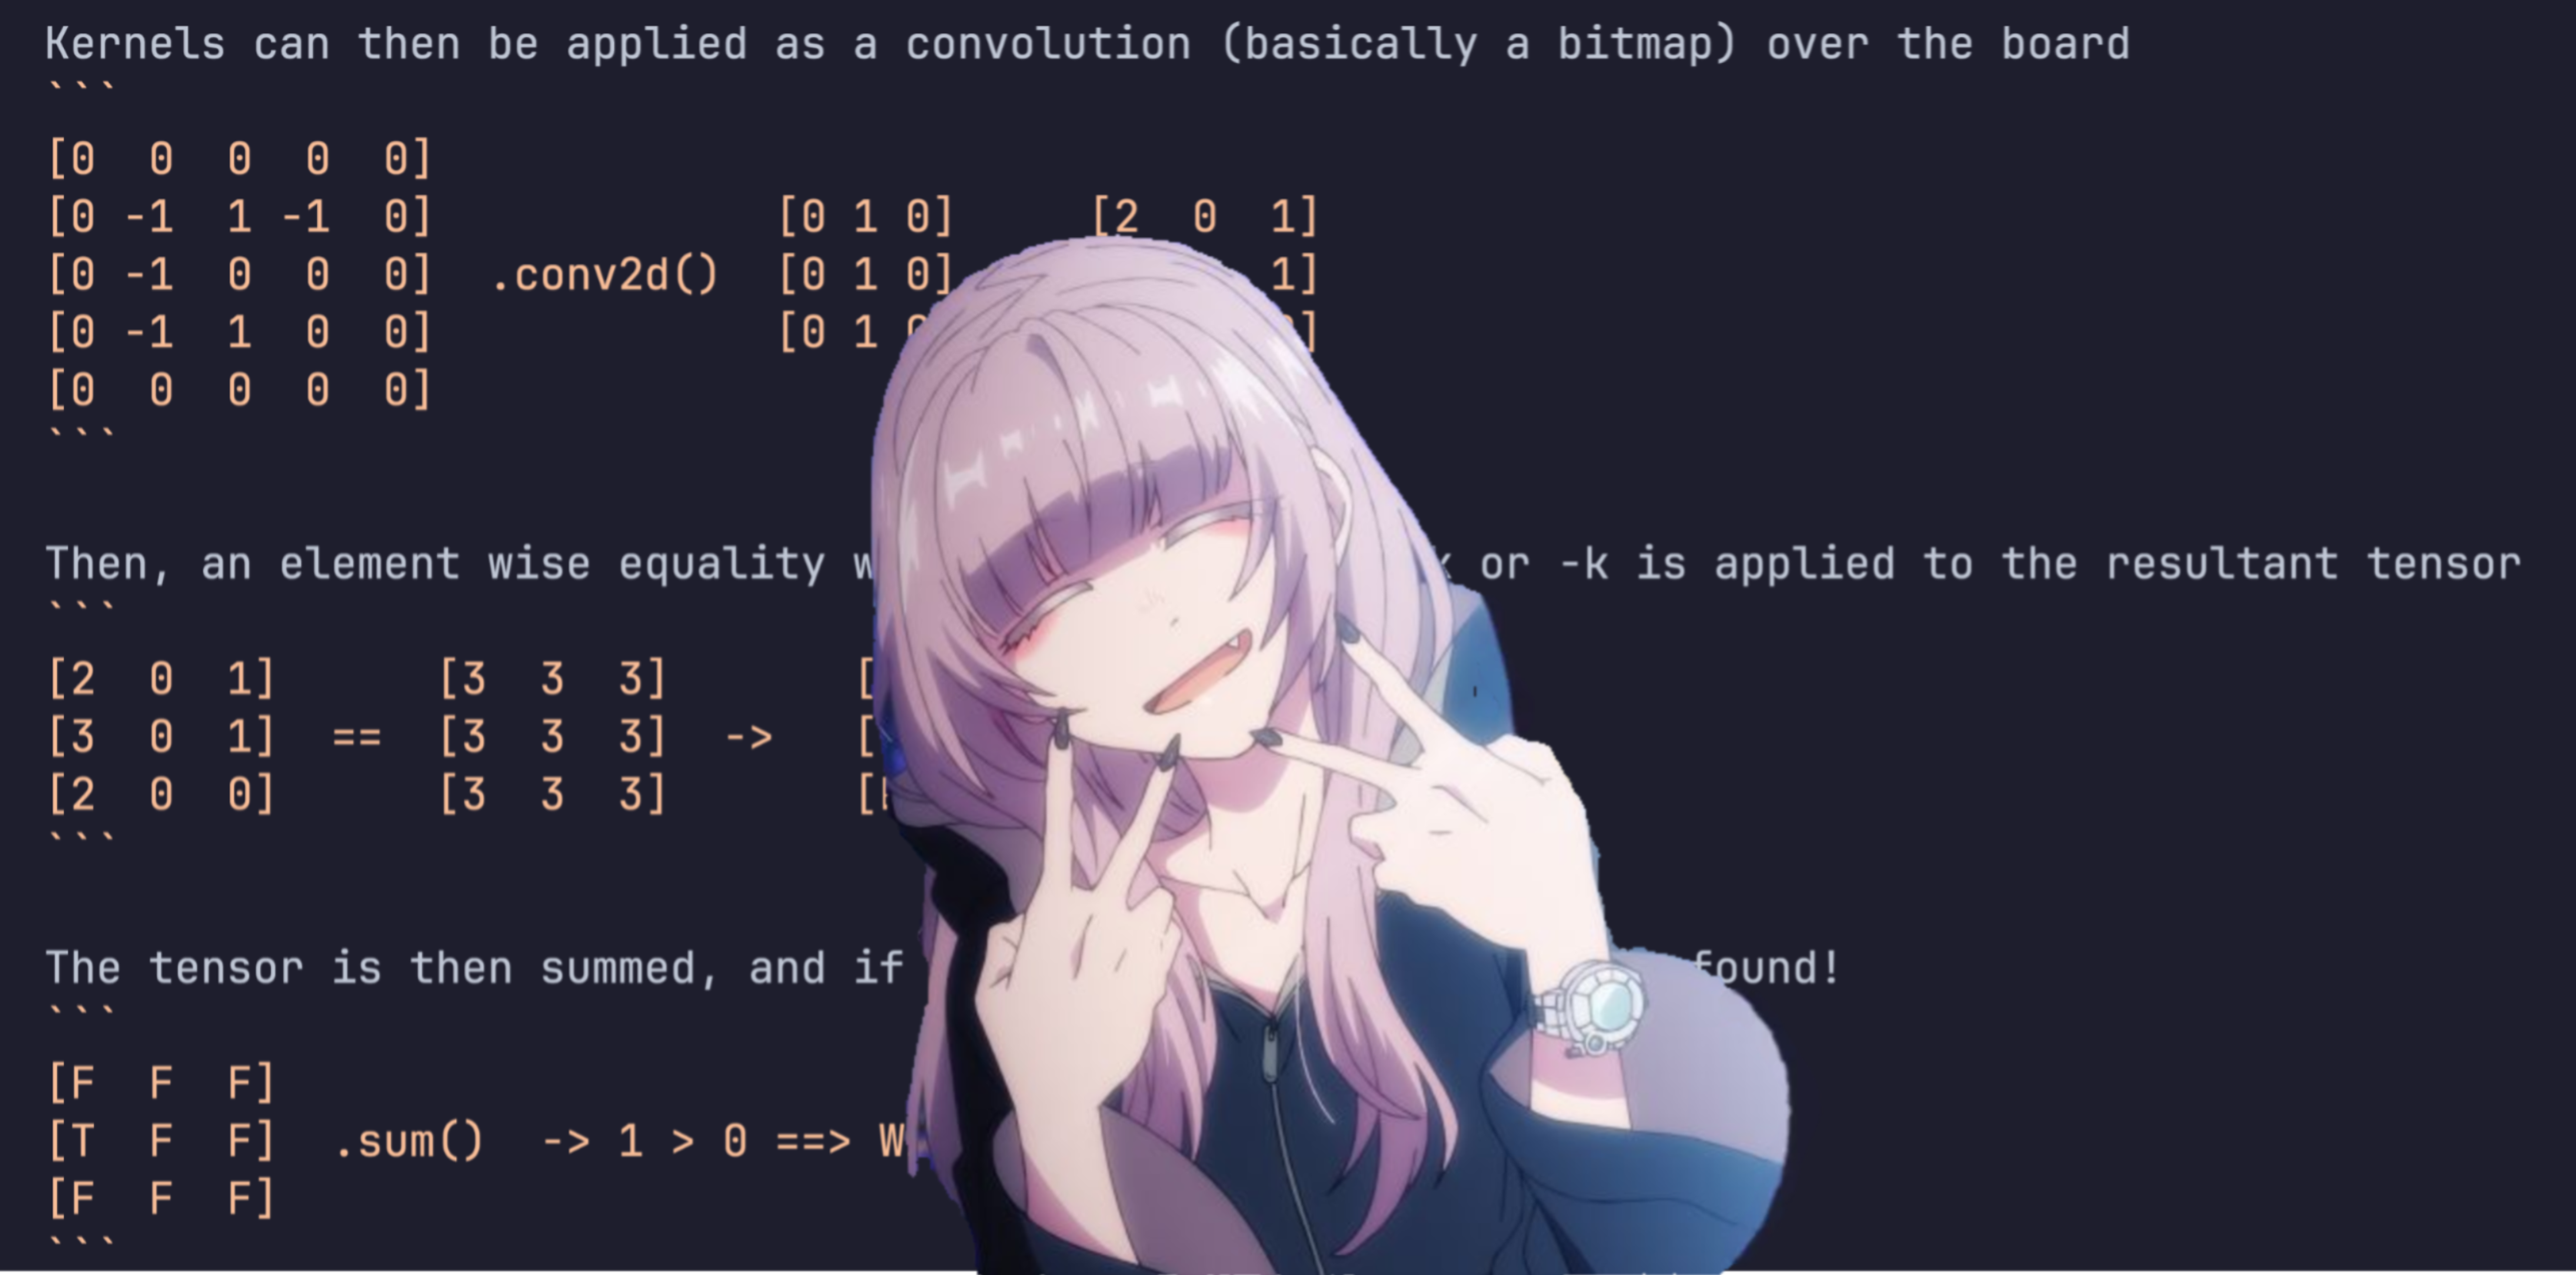 Kernels can then be applied as a convolution (basically a bitmap) over the board
```
[0  0  0  0  0]
[0 -1  1 -1  0]              [0 1 0]     [2  0  1]
[0 -1  0  0  0]  .conv2d()  [0 1 0]             1]
[0 -1  1  0  0]              [0 1                ]
[0  0  0  0  0]
```
Then, an element wise equality or -k is applied to the resultant tensor
```
[2  0  1]      [3  3  3]      [
[3  0  1]  ==  [3  3  3]  ->  [
[2  0  0]      [3  3  3]      [
```
The tensor is then summed, and if found!
```
[F  F  F]
[T  F  F]  .sum()  -> 1 > 0 ==> W
[F  F  F]
```